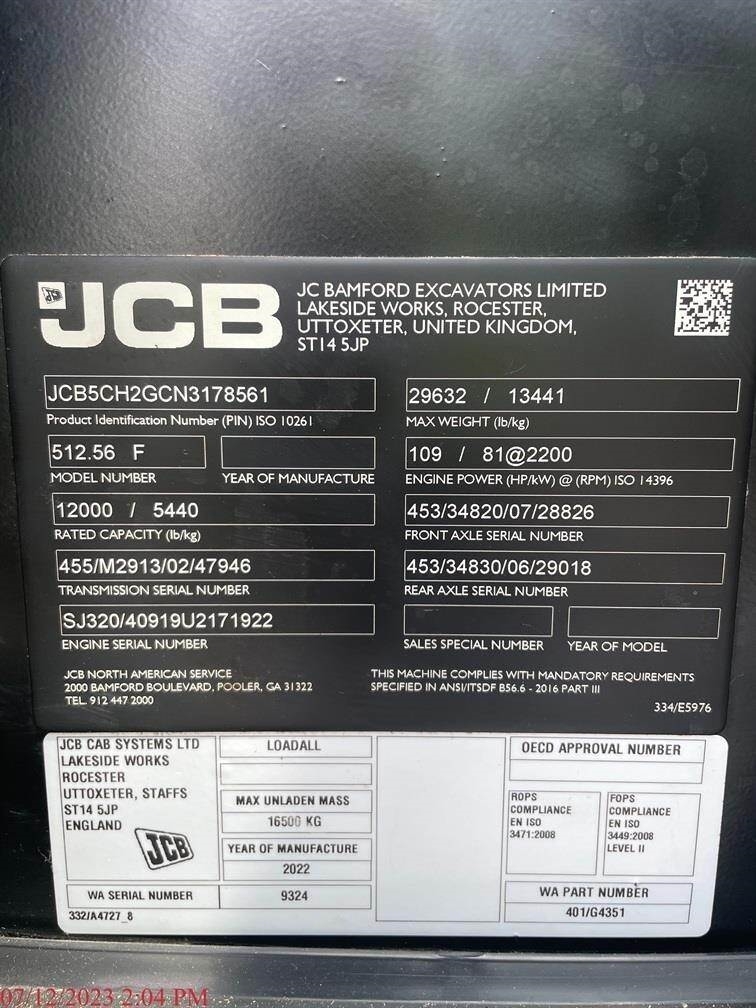 JCB
JC BAMFORD EXCAVATORS LIMITED
LAKESIDE WORKS, ROCESTER,
UTTOXETER, UNITED KINGDOM,
ST14 5JP
JCB5CH2GCN3178561
Product Identification Number (PIN) ISO 10261
29632 / 13441
MAX WEIGHT (lb/kg)
512.56 F
MODEL NUMBER
YEAR OF MANUFACTURE
109 / 81@2200
ENGINE POWER (HP/kW) @ (RPM) ISO 14396
12000 / 5440
RATED CAPACITY (lb/kg)
453/34820/07/28826
FRONT AXLE SERIAL NUMBER
455/M2913/02/47946
TRANSMISSION SERIAL NUMBER
453/34830/06/29018
REAR AXLE SERIAL NUMBER
SJ320/40919U2171922
ENGINE SERIAL NUMBER
SALES SPECIAL NUMBER
YEAR OF MODEL
JCB NORTH AMERICAN SERVICE
2000 BAMFORD BOULEVARD, POOLER, GA 31322
TEL. 912 447 2000
THIS MACHINE COMPLIES WITH MANDATORY REQUIREMENTS
SPECIFIED IN ANSI/ITSDF B56.6 - 2016 PART III
334/E5976
JCB CAB SYSTEMS LTD
LAKESIDE WORKS
ROCESTER
UTTOXETER, STAFFS
ST14 5JP
ENGLAND
JCB
LOADALL
MAX UNLADEN MASS
16500 KG
YEAR OF MANUFACTURE
2022
WA SERIAL NUMBER
9324
332/A4727_8
OECD APPROVAL NUMBER
ROPS
COMPLIANCE
EN ISO
3471:2008
FOPS
COMPLIANCE
EN ISO
3449:2008
LEVEL II
WA PART NUMBER
401/G4351
07/12/2023 2:04 PM